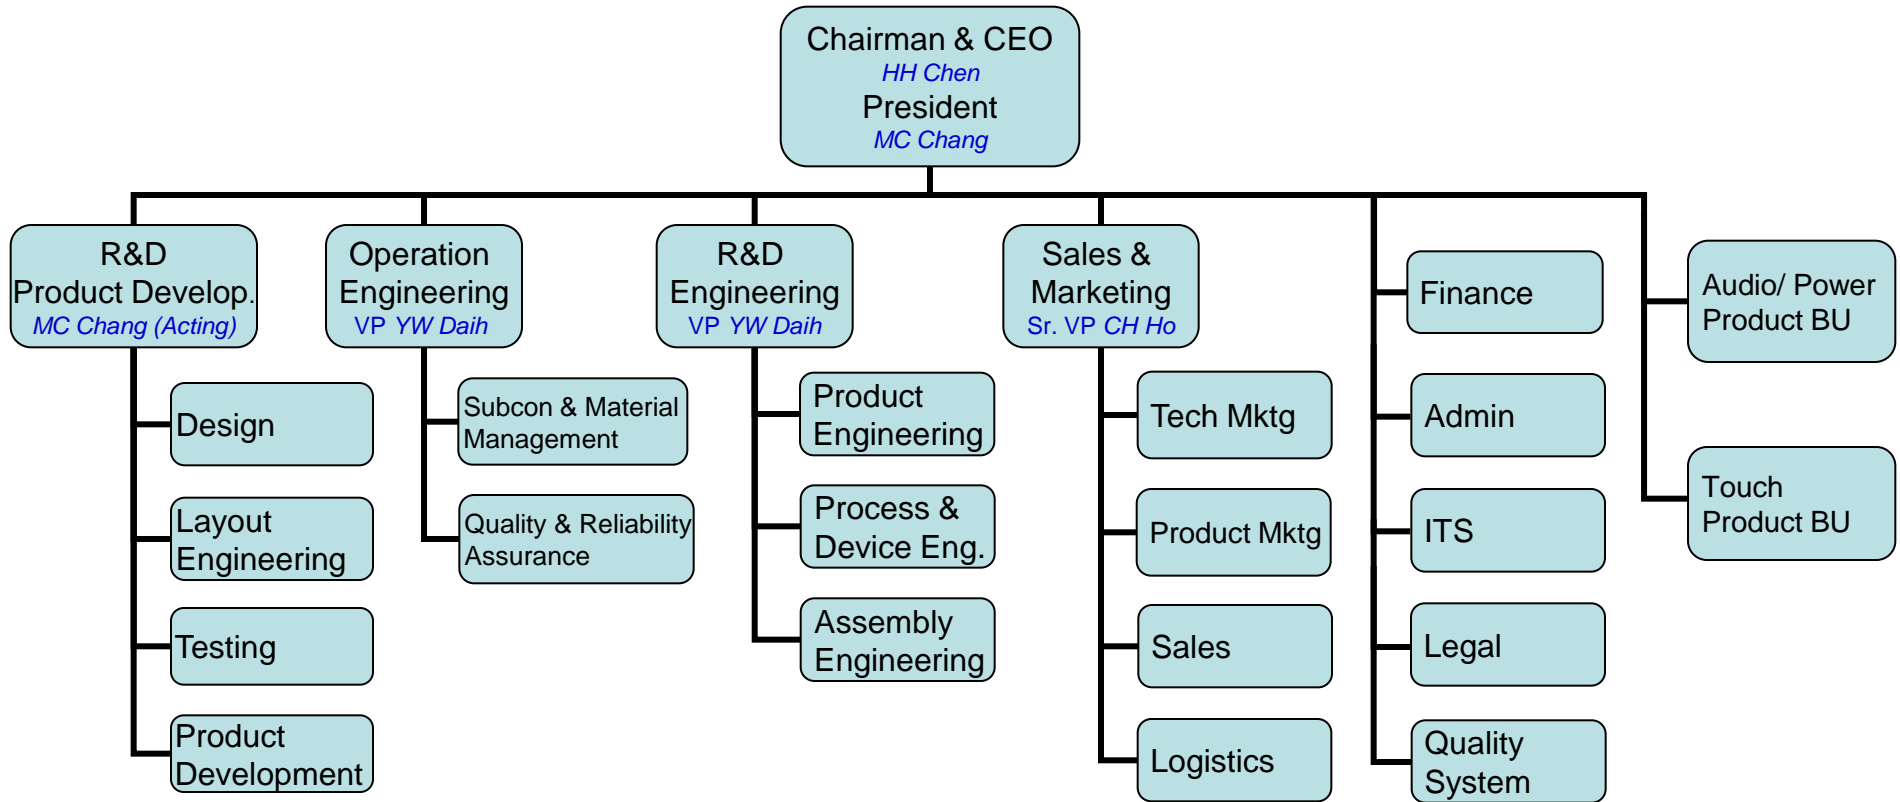 Chairman & CEO
HH Chen
President
MC Chang
R&D
Product Develop.
MC Chang (Acting)
Design
Layout
Engineering
Testing
Product
Development
Operation
Engineering
VP YW Daih
Subcon & Material
Management
Quality & Reliability
Assurance
R&D
Engineering
VP YW Daih
Product
Engineering
Process &
Device Eng.
Assembly
Engineering
Sales &
Marketing
Sr. VP CH Ho
Tech Mktg
Product Mktg
Sales
Logistics
Finance
Admin
ITS
Legal
Quality
System
Audio/ Power
Product BU
Touch
Product BU